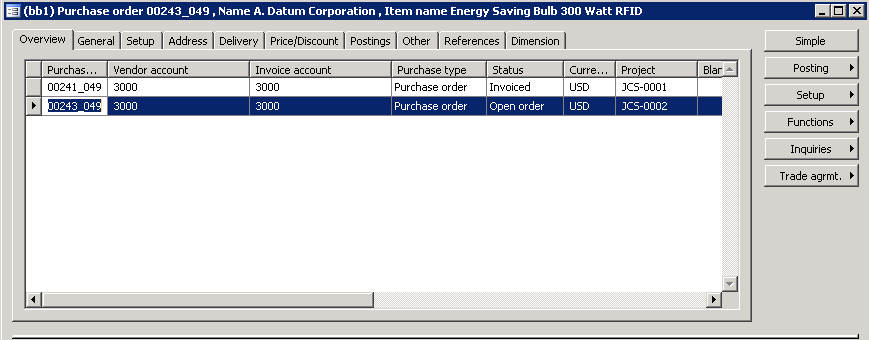 (bb1) Purchase order 00243_049 , Name A. Datum Corporation , Item name Energy Saving Bulb 300 Watt RFID
Overview General Setup Address Delivery Price/Discount Postings Other References Dimension
Simple
Posting
Setup
Functions
Inquiries
Trade agrmt.
Purchas... Vendor account Invoice account Purchase type Status Curre... Project Blan
00241_049 3000 3000 Purchase order Invoiced USD JCS-0001
00243_049 3000 3000 Purchase order Open order USD JCS-0002